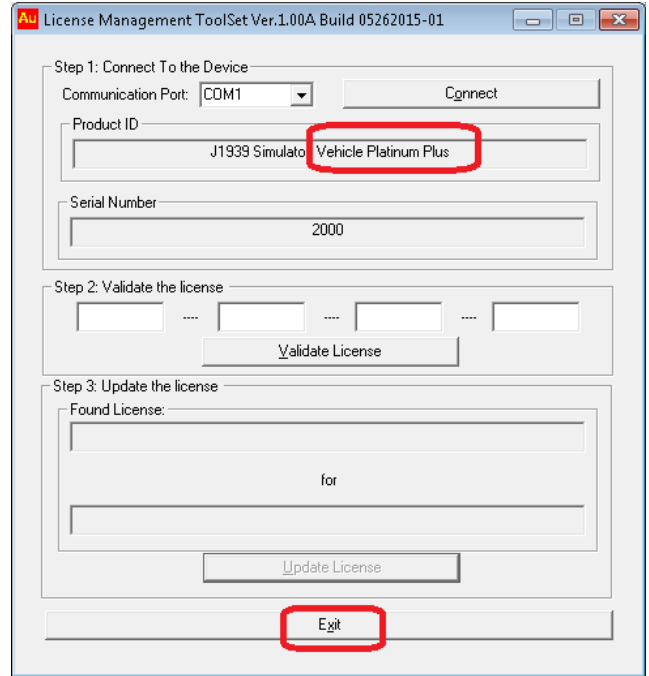 Au License Management ToolSet Ver.1.00A Build 05262015-01
Step 1: Connect To the Device
Communication Port: COM1 Connect
Product ID
J1939 Simulato Vehicle Platinum Plus
Serial Number
2000
Step 2: Validate the license
---- ---- ----
Validate License
Step 3: Update the license
Found License:
for
Update License
Exit